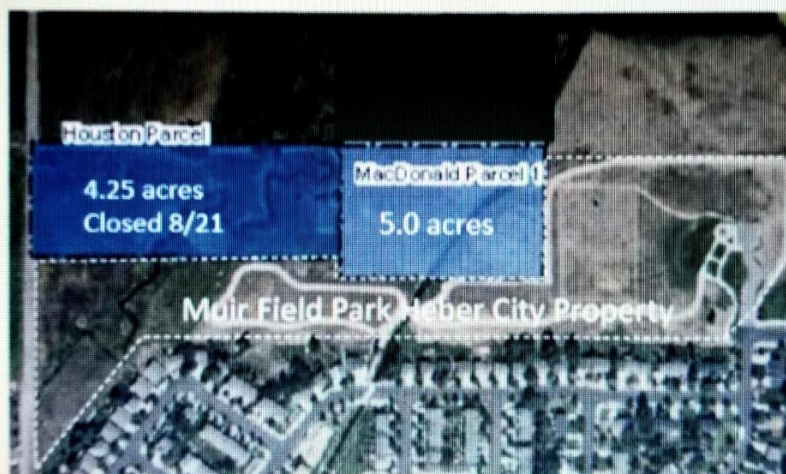 Houston Parcel
4.25 acres
Closed 8/21
MacDonald Parcel 1
5.0 acres
Muir Field Park Heber City Property